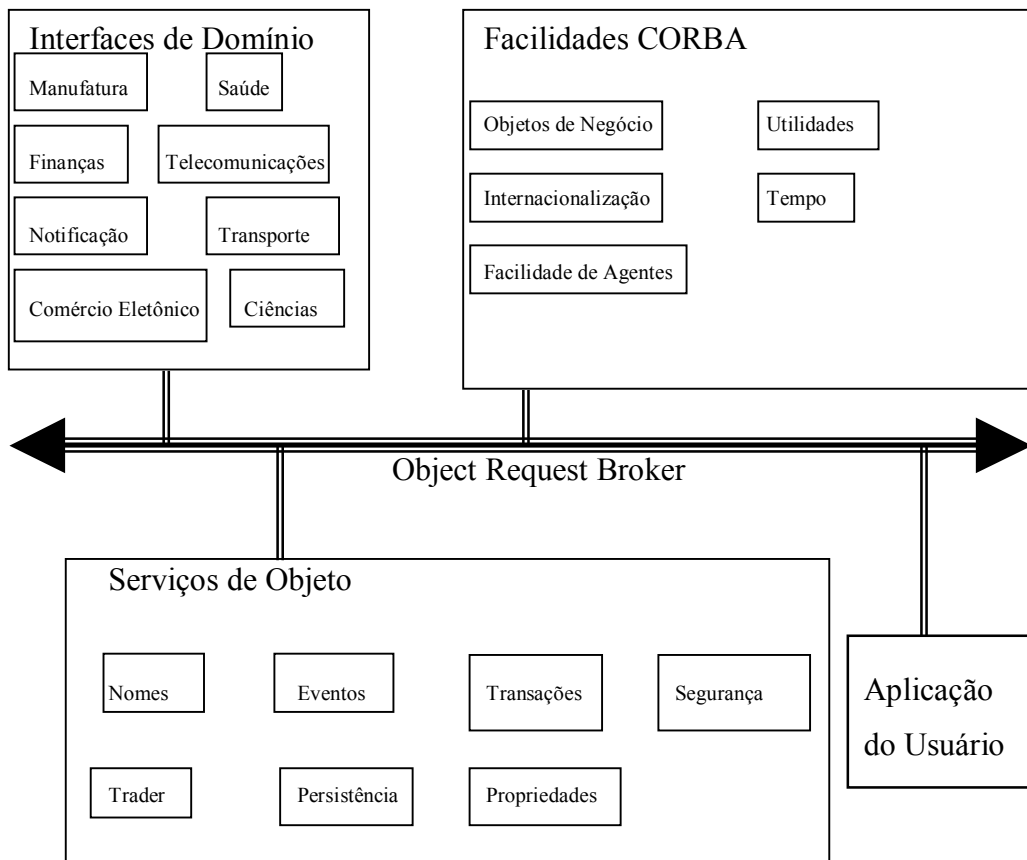 Interfaces de Domínio
Manufatura
Saúde
Finanças
Telecomunicações
Notificação
Transporte
Comércio Eletônico
Ciências
Facilidades CORBA
Objetos de Negócio
Utilidades
Internacionalização
Tempo
Facilidade de Agentes
Object Request Broker
Serviços de Objeto
Nomes
Eventos
Transações
Segurança
Trader
Persistência
Propriedades
Aplicação
do Usuário